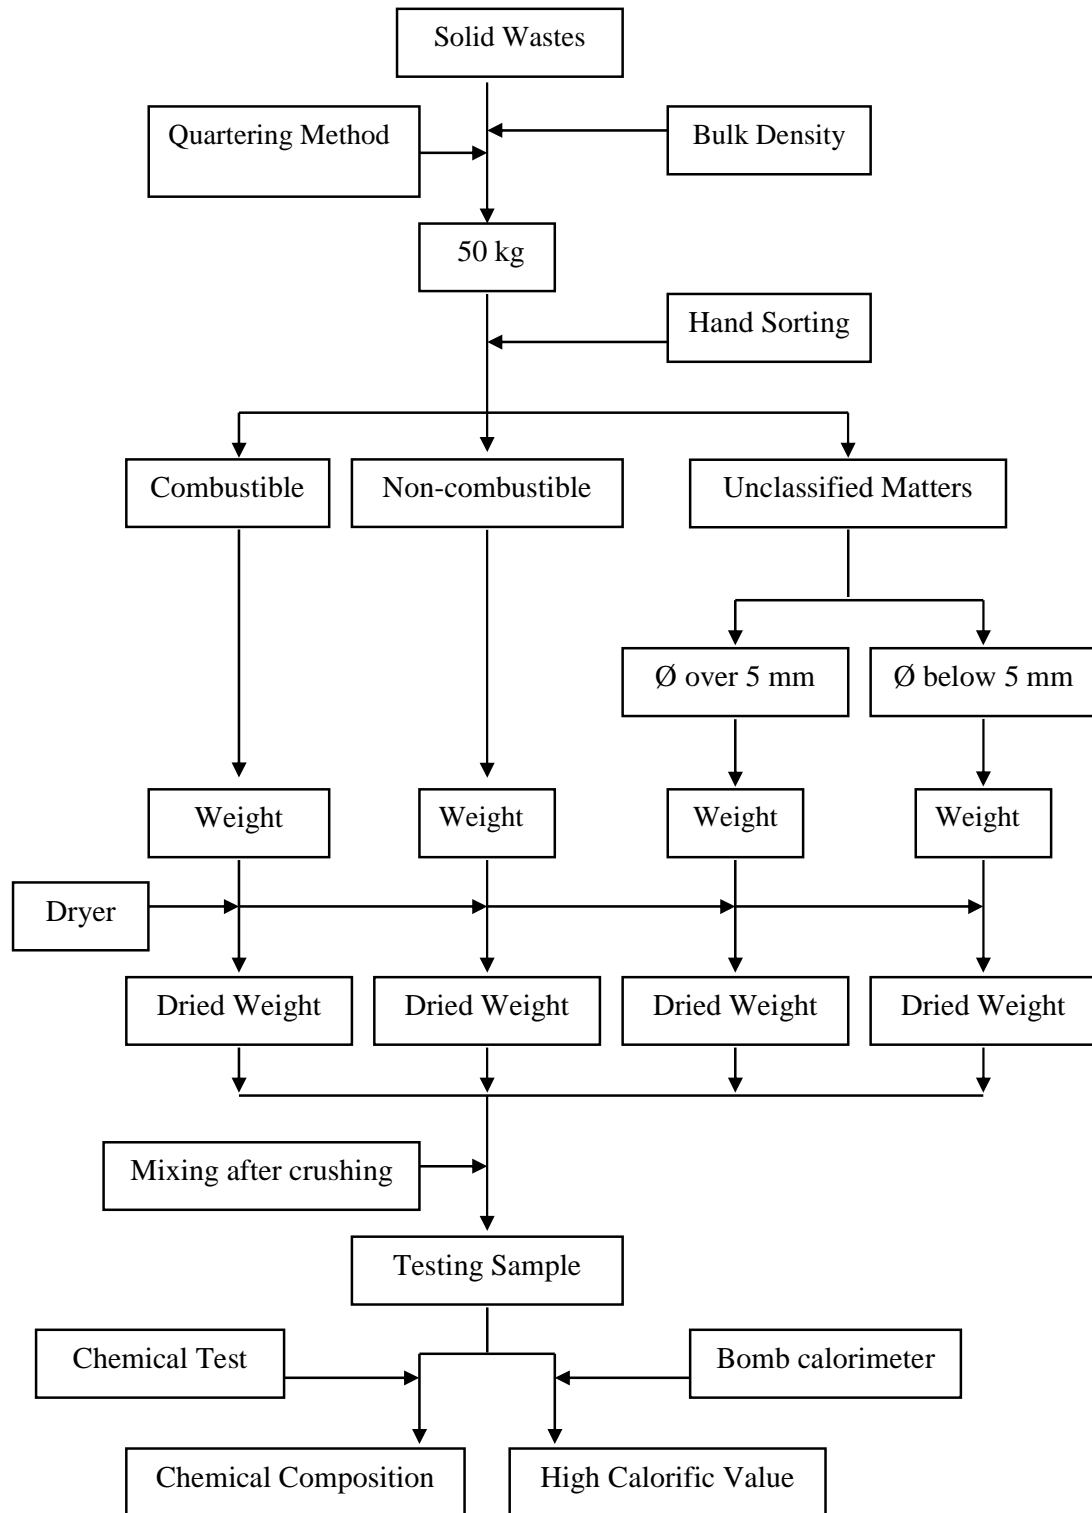 Solid Wastes
Quartering Method
Bulk Density
50 kg
Hand Sorting
Combustible
Non-combustible
Unclassified Matters
Ø over 5 mm
Ø below 5 mm
Weight
Weight
Weight
Weight
Dryer
Dried Weight
Dried Weight
Dried Weight
Dried Weight
Mixing after crushing
Testing Sample
Chemical Test
Bomb calorimeter
Chemical Composition
High Calorific Value